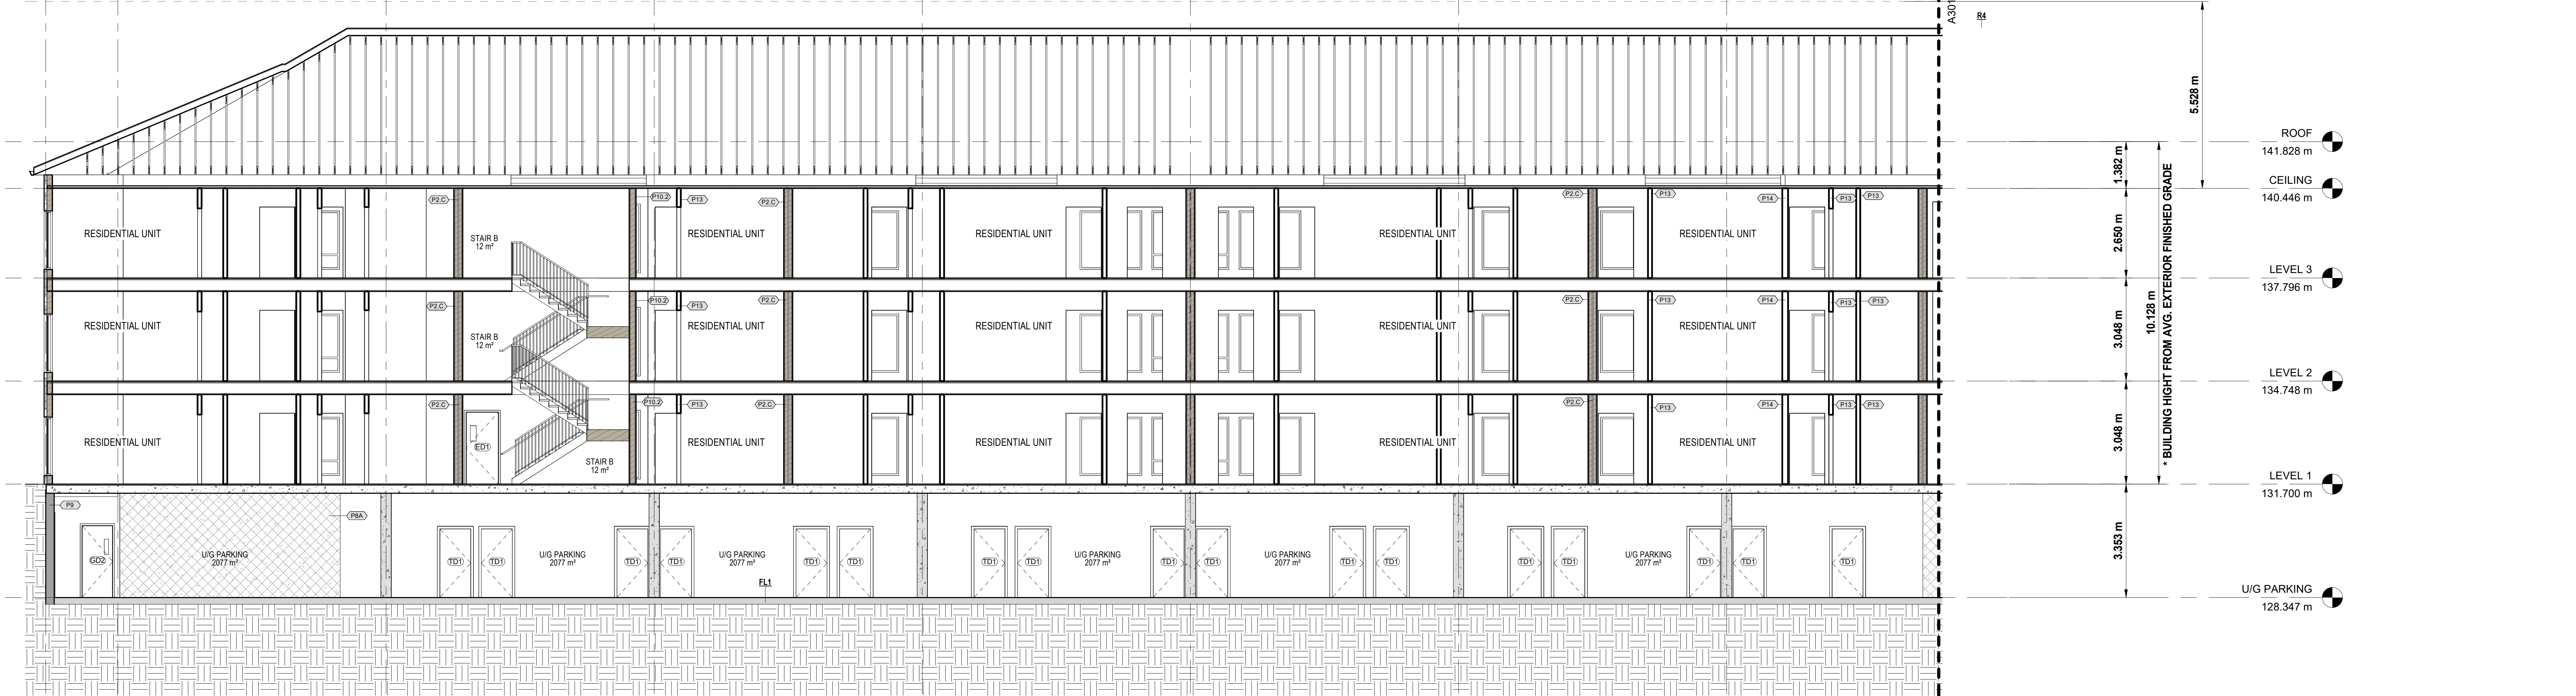 A301
R4
5.528 m
ROOF
141.828 m
1.382 m
CEILING
140.446 m
P2.C
P10.2
P13
P2.C
P2.C
P13
P14
P13
P13
RESIDENTIAL UNIT
STAIR B
12 m²
RESIDENTIAL UNIT
RESIDENTIAL UNIT
RESIDENTIAL UNIT
RESIDENTIAL UNIT
2.650 m
LEVEL 3
137.796 m
P2.C
P10.2
P13
P2.C
P2.C
P13
P14
P13
P13
RESIDENTIAL UNIT
STAIR B
12 m²
RESIDENTIAL UNIT
RESIDENTIAL UNIT
RESIDENTIAL UNIT
RESIDENTIAL UNIT
3.048 m
10.128 m
* BUILDING HIGHT FROM AVG. EXTERIOR FINISHED GRADE
LEVEL 2
134.748 m
P2.C
P10.2
P13
P2.C
P2.C
P13
P14
P13
P13
RESIDENTIAL UNIT
ED1
STAIR B
12 m²
RESIDENTIAL UNIT
RESIDENTIAL UNIT
RESIDENTIAL UNIT
RESIDENTIAL UNIT
3.048 m
LEVEL 1
131.700 m
P9
P8A
GD2
U/G PARKING
2077 m²
TD1
TD1
U/G PARKING
2077 m²
TD1
TD1
U/G PARKING
2077 m²
TD1
TD1
TD1
TD1
U/G PARKING
2077 m²
TD1
TD1
U/G PARKING
2077 m²
TD1
TD1
TD1
TD1
U/G PARKING
2077 m²
TD1
TD1
TD1
FL1
3.353 m
U/G PARKING
128.347 m